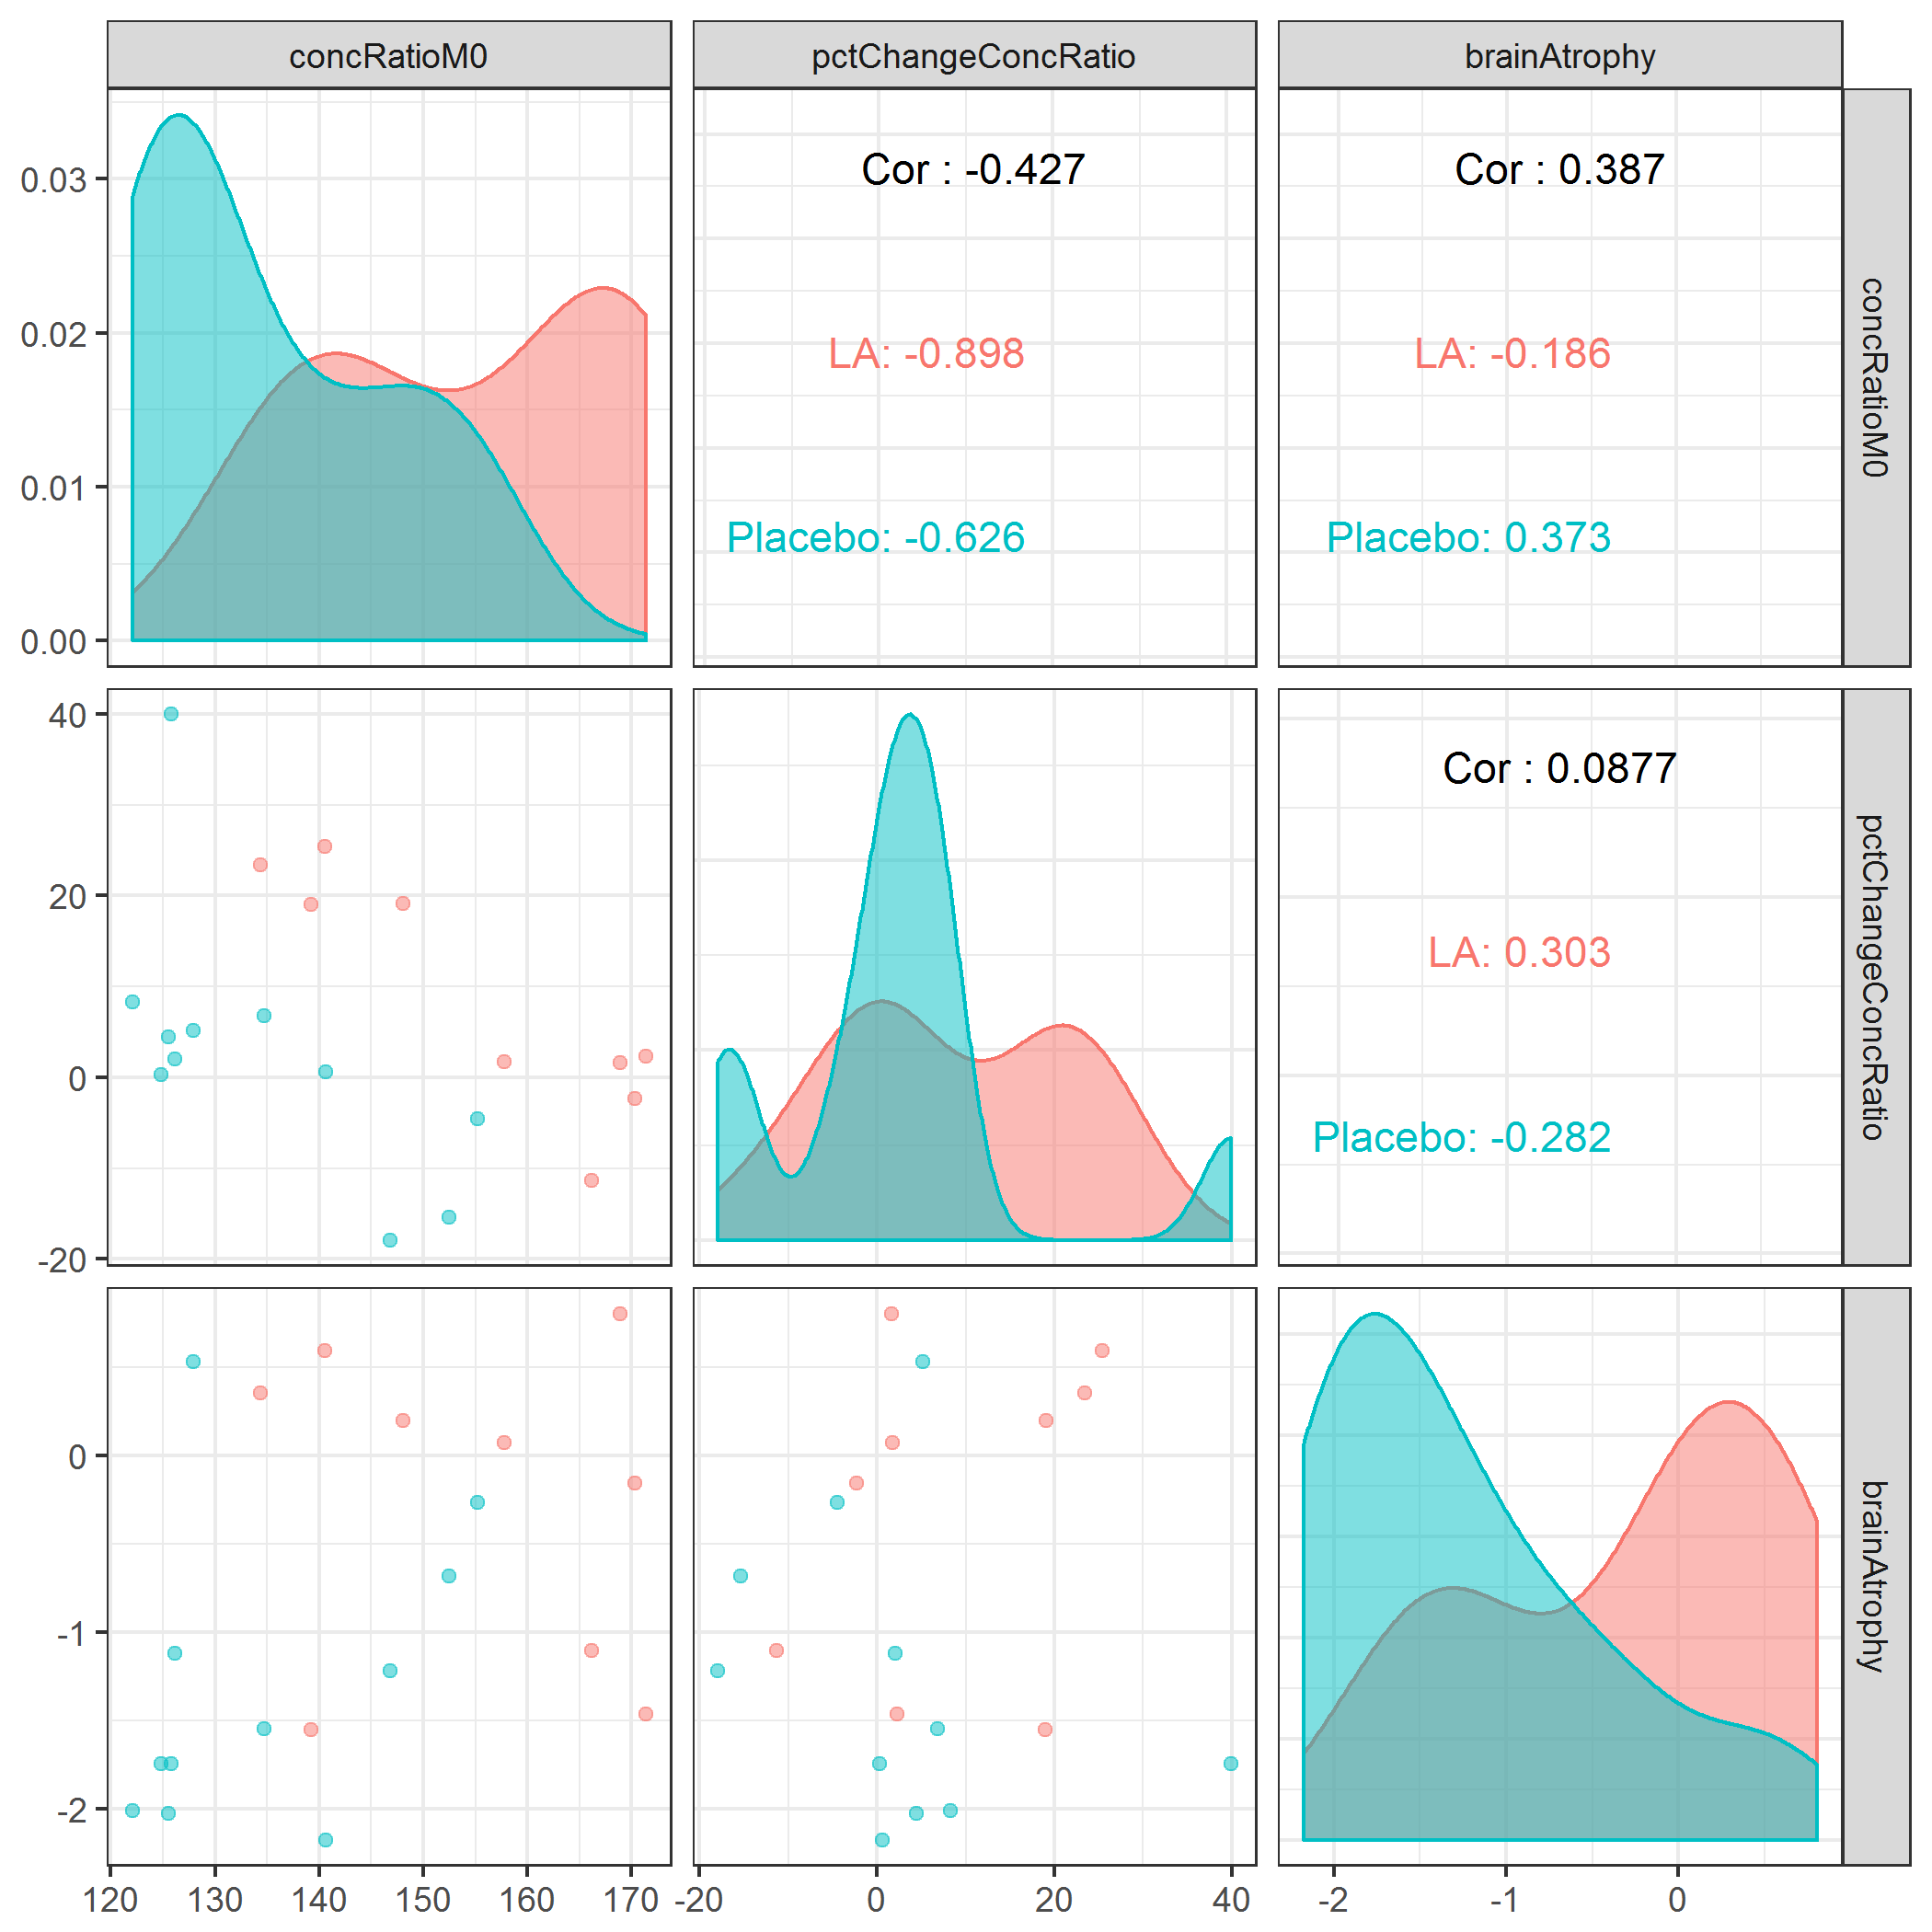 concRatioM0 pctChangeConcRatio brainAtrophy
0.03
0.02
0.01
0.00
Cor : -0.427
LA: -0.898
Placebo: -0.626
Cor : 0.387
LA: -0.186
Placebo: 0.373
concRatioM0
40
20
0
-20
Cor : 0.0877
LA: 0.303
Placebo: -0.282
pctChangeConcRatio
0
-1
-2
brainAtrophy
120 130 140 150 160 170 -20 0 20 40 -2 -1 0